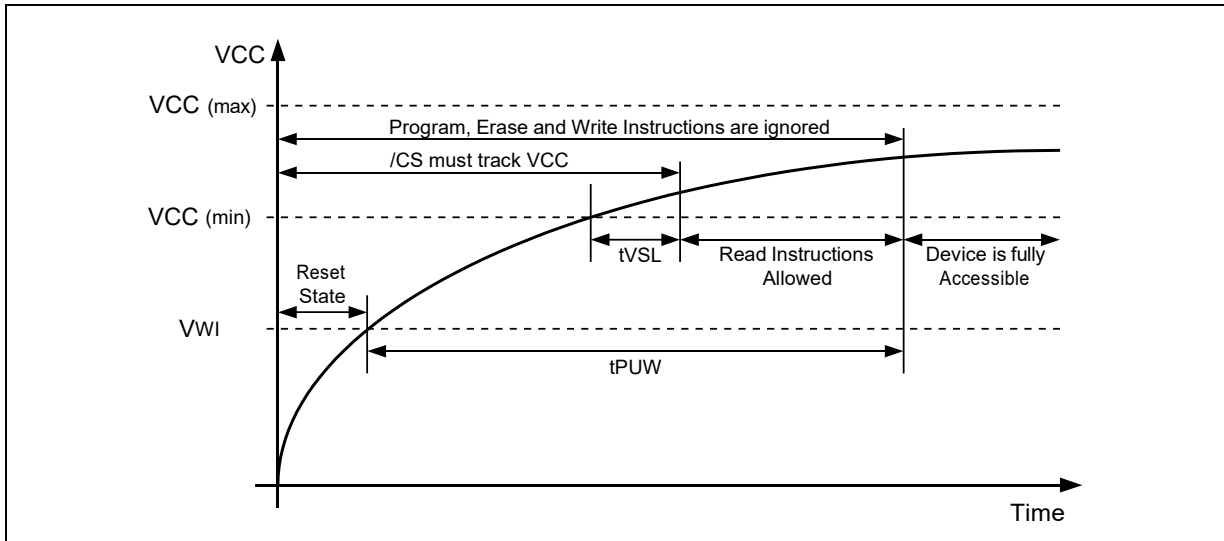 VCC
VCC (max)
Program, Erase and Write Instructions are ignored
/CS must track VCC
VCC (min)
tVSL
Read Instructions
Allowed
Device is fully
Accessible
Reset
State
VWI
tPUW
Time